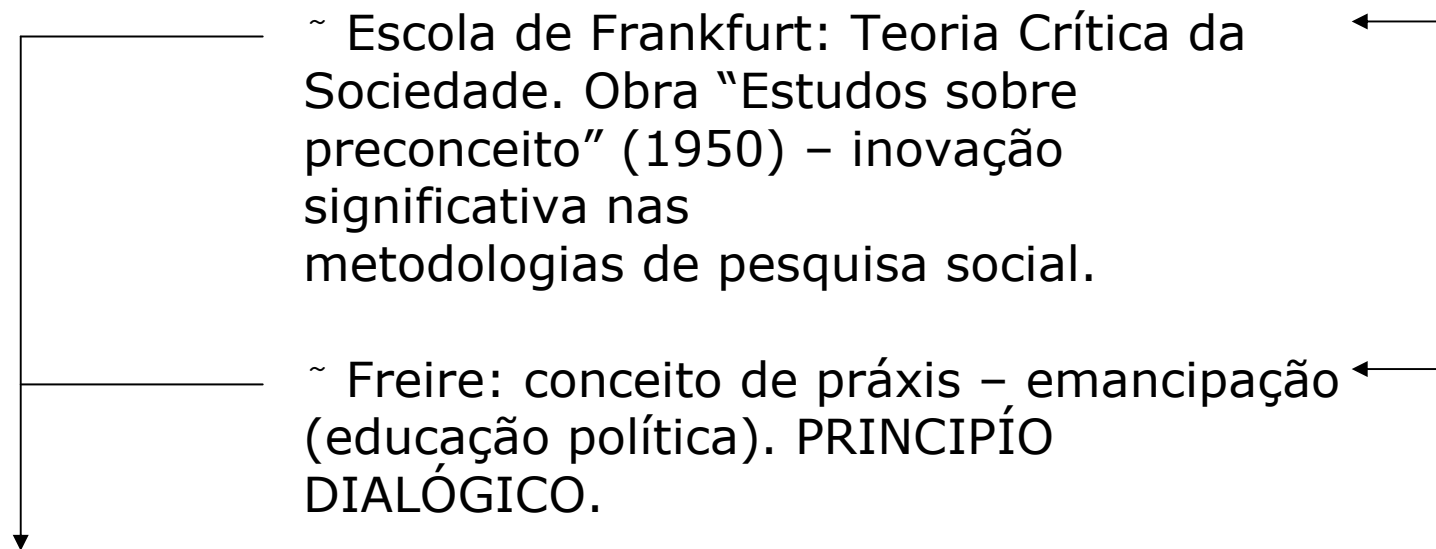 ˜ Escola de Frankfurt: Teoria Crítica da
Sociedade. Obra “Estudos sobre
preconceito” (1950) – inovação
significativa nas
metodologias de pesquisa social.
˜ Freire: conceito de práxis – emancipação
(educação política). PRINCIPÍO
DIALÓGICO.